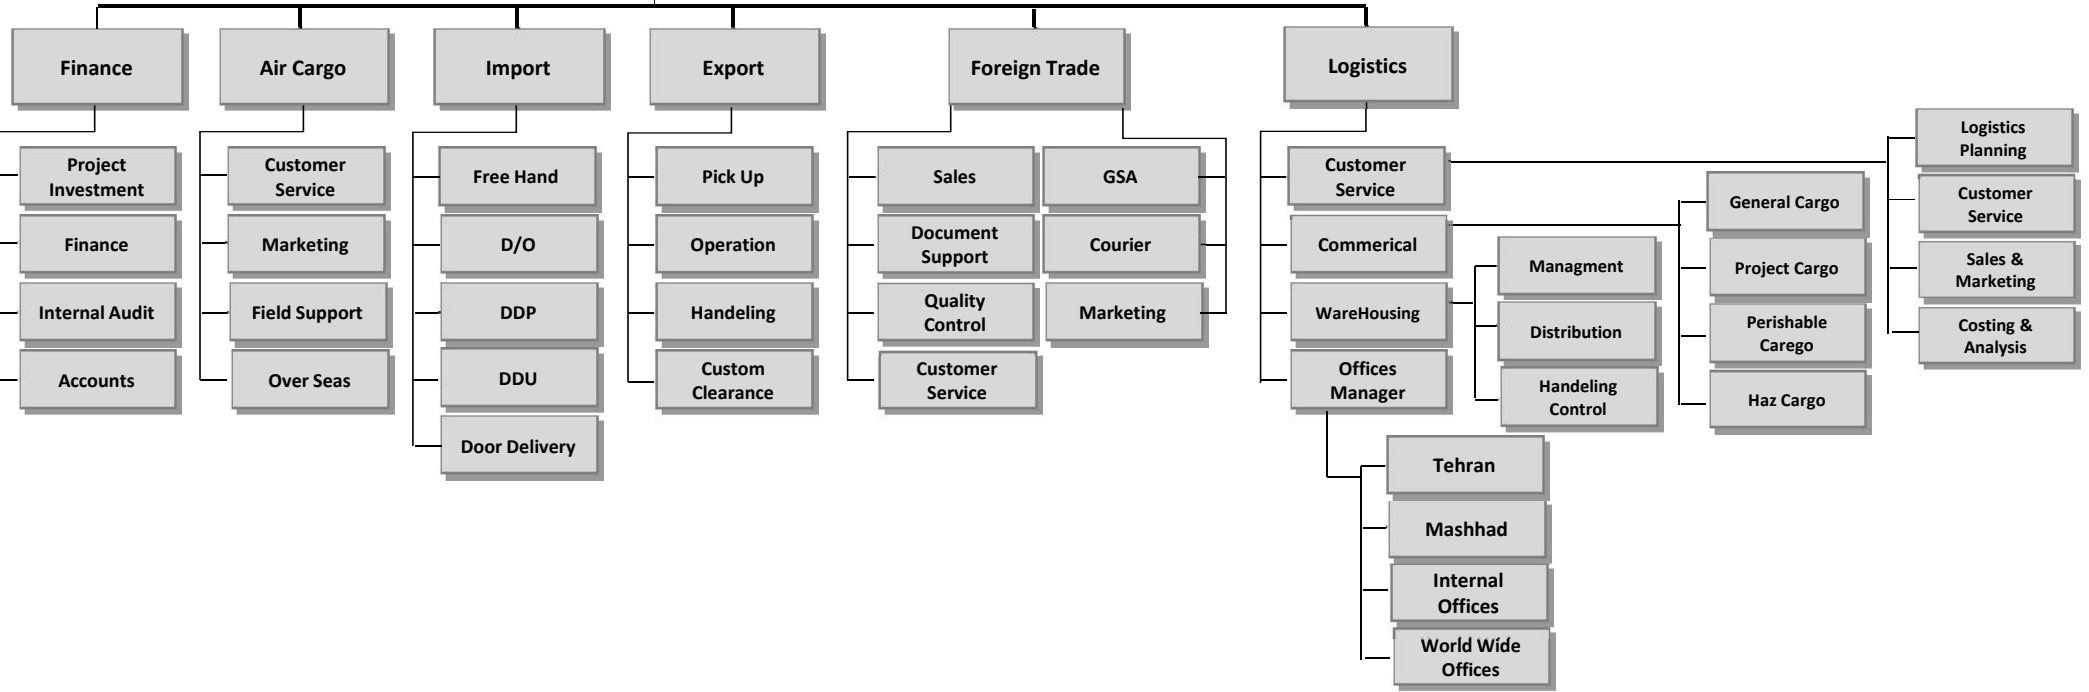 Finance
Air Cargo
Import
Export
Foreign Trade
Logistics
Project
Investment
Finance
Internal Audit
Accounts
Customer
Service
Marketing
Field Support
Over Seas
Free Hand
D/O
DDP
DDU
Door Delivery
Pick Up
Operation
Handeling
Custom
Clearance
Sales
Document
Support
Quality
Control
Customer
Service
GSA
Courier
Marketing
Customer
Service
Commerical
WareHousing
Offices
Manager
Tehran
Mashhad
Internal
Offices
World Wide
Offices
Managment
Distribution
Handeling
Control
General Cargo
Project Cargo
Perishable
Carego
Haz Cargo
Logistics
Planning
Customer
Service
Sales &
Marketing
Costing &
Analysis